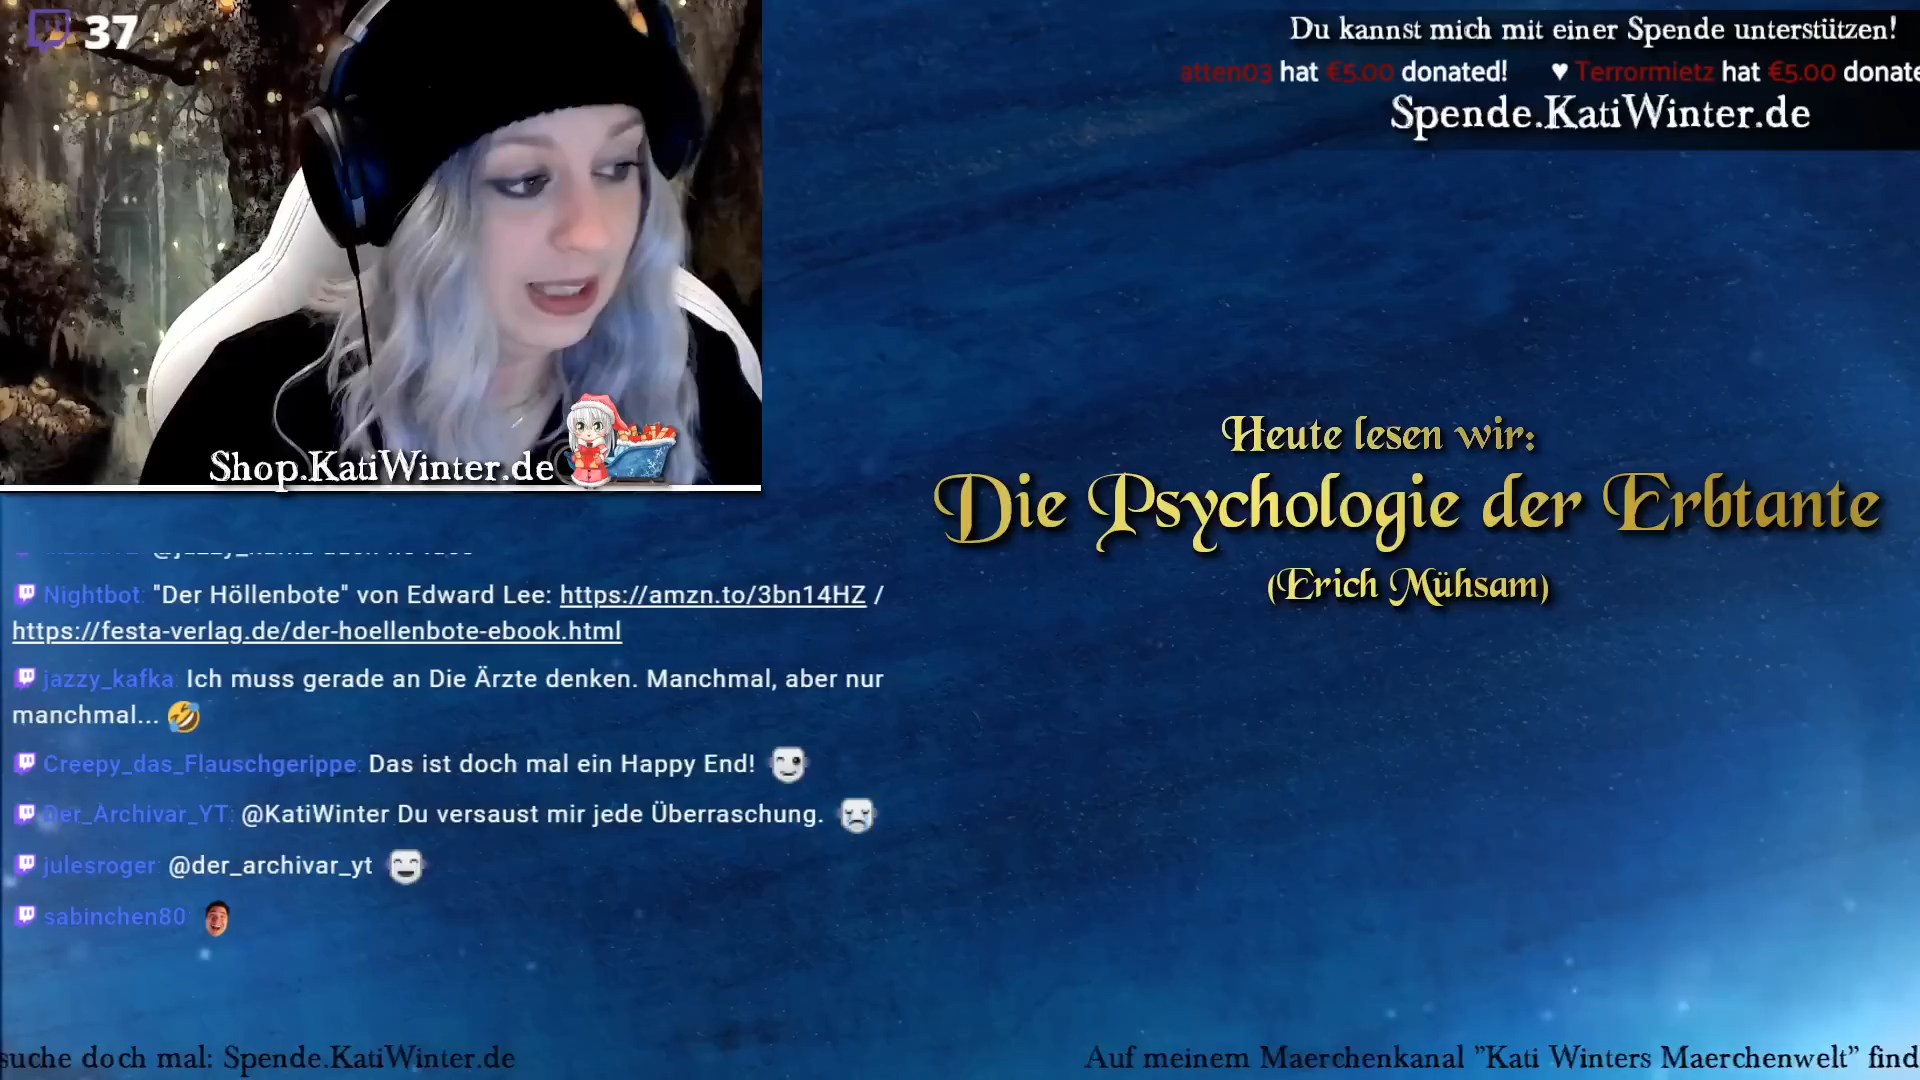 37
Du kannst mich mit einer Spende unterstützen!
atten03 hat €5.00 donated! ♥ Terrormietz hat €5.00 donate
Spende.KatiWinter.de
Shop.KatiWinter.de
Heute lesen wir:
Die Psychologie der Erbtante
(Erich Mühsam)
Nightbot: "Der Höllenbote" von Edward Lee: https://amzn.to/3bn14HZ /
https://festa-verlag.de/der-hoellenbote-ebook.html
jazzy_kafka: Ich muss gerade an Die Ärzte denken. Manchmal, aber nur
manchmal... 🤣
Creepy_das_Flauschgerippe: Das ist doch mal ein Happy End!
Der_Archivar_YT: @KatiWinter Du versaust mir jede Überraschung.
julesroger: @der_archivar_yt
sabinchen80:
suche doch mal: Spende.KatiWinter.de
Auf meinem Maerchenkanal "Kati Winters Maerchenwelt" find